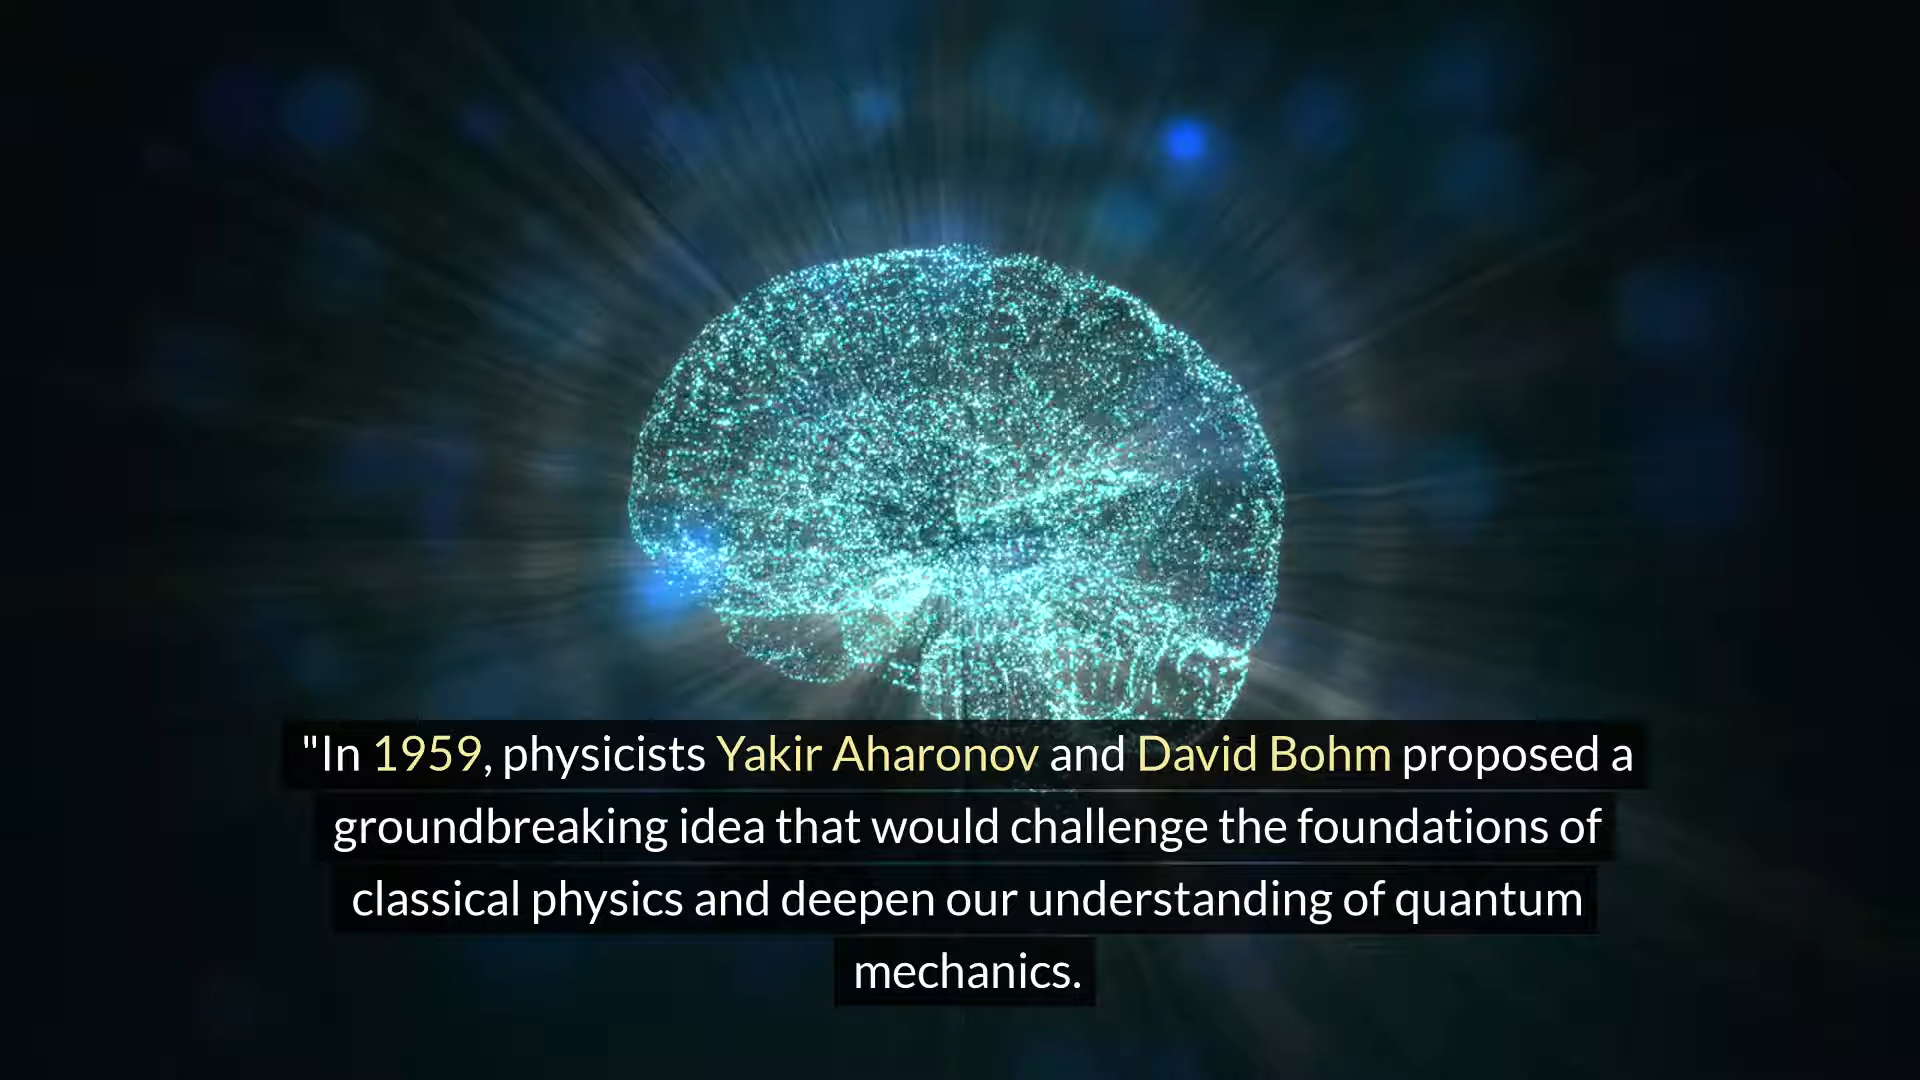 "In 1959, physicists Yakir Aharonov and David Bohm proposed a
groundbreaking idea that would challenge the foundations of
classical physics and deepen our understanding of quantum
mechanics.